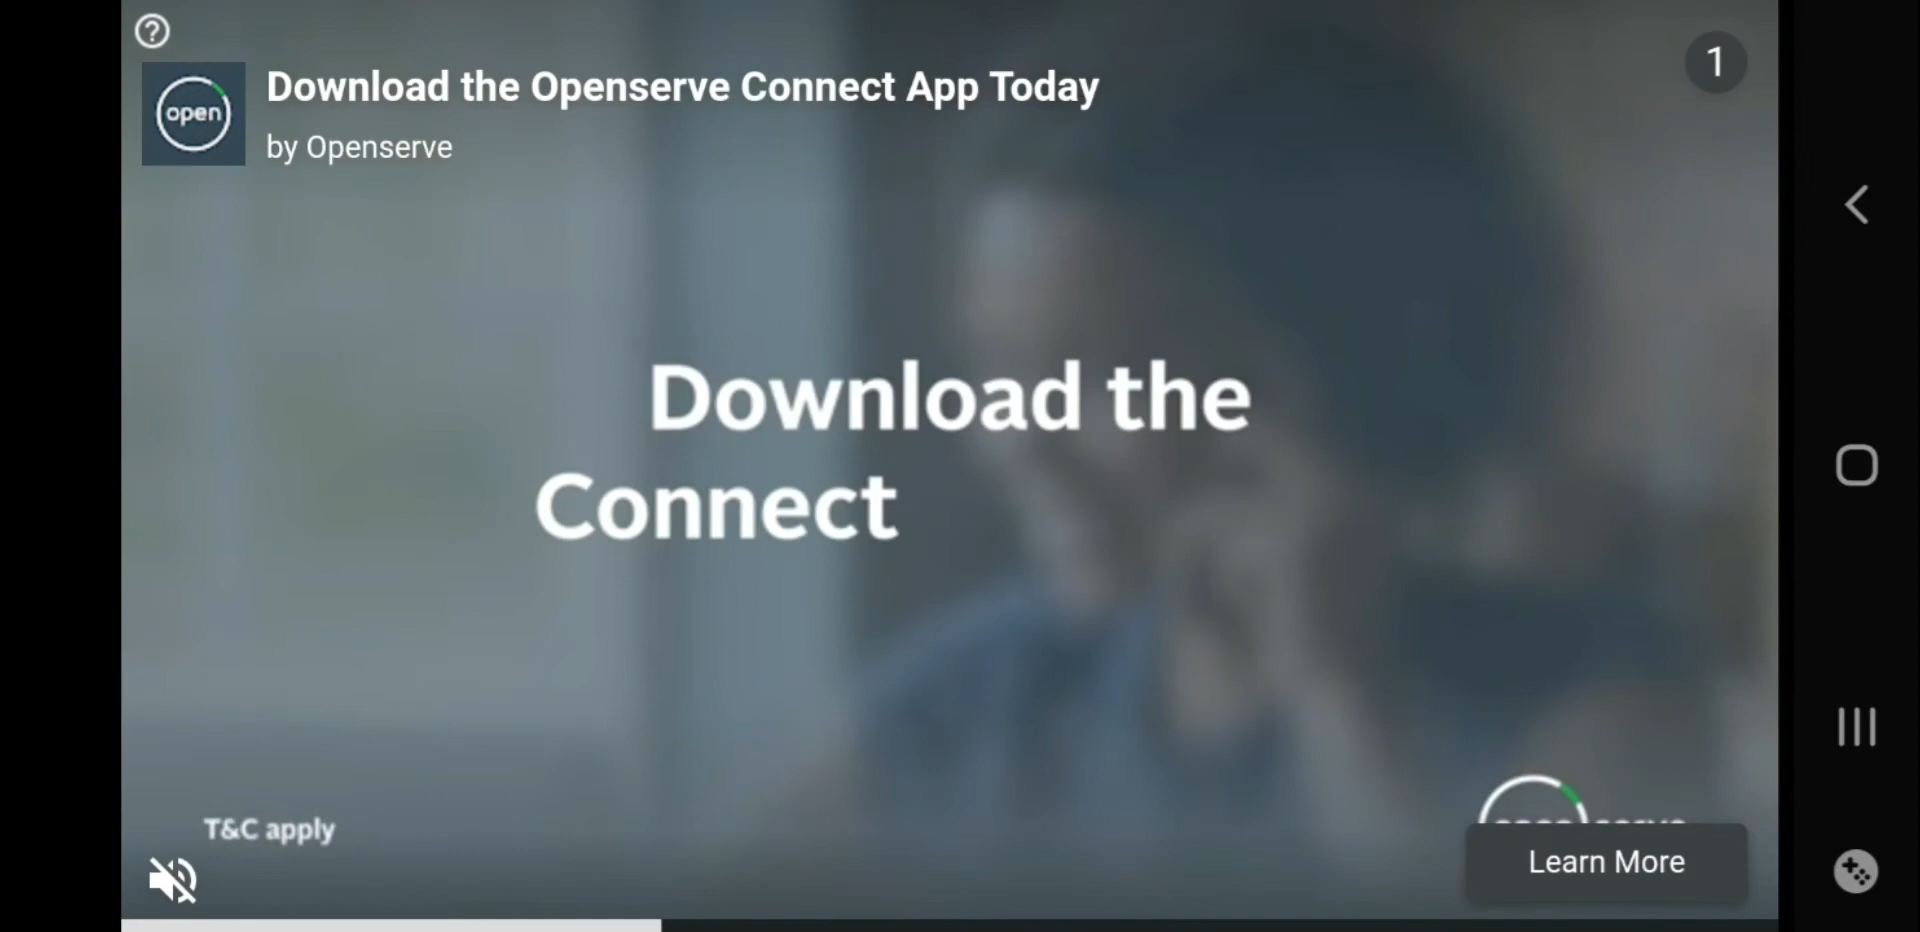 Download the Openserve Connect App Today
1
open
by Openserve
Download the
Connect
T&C apply
Learn More